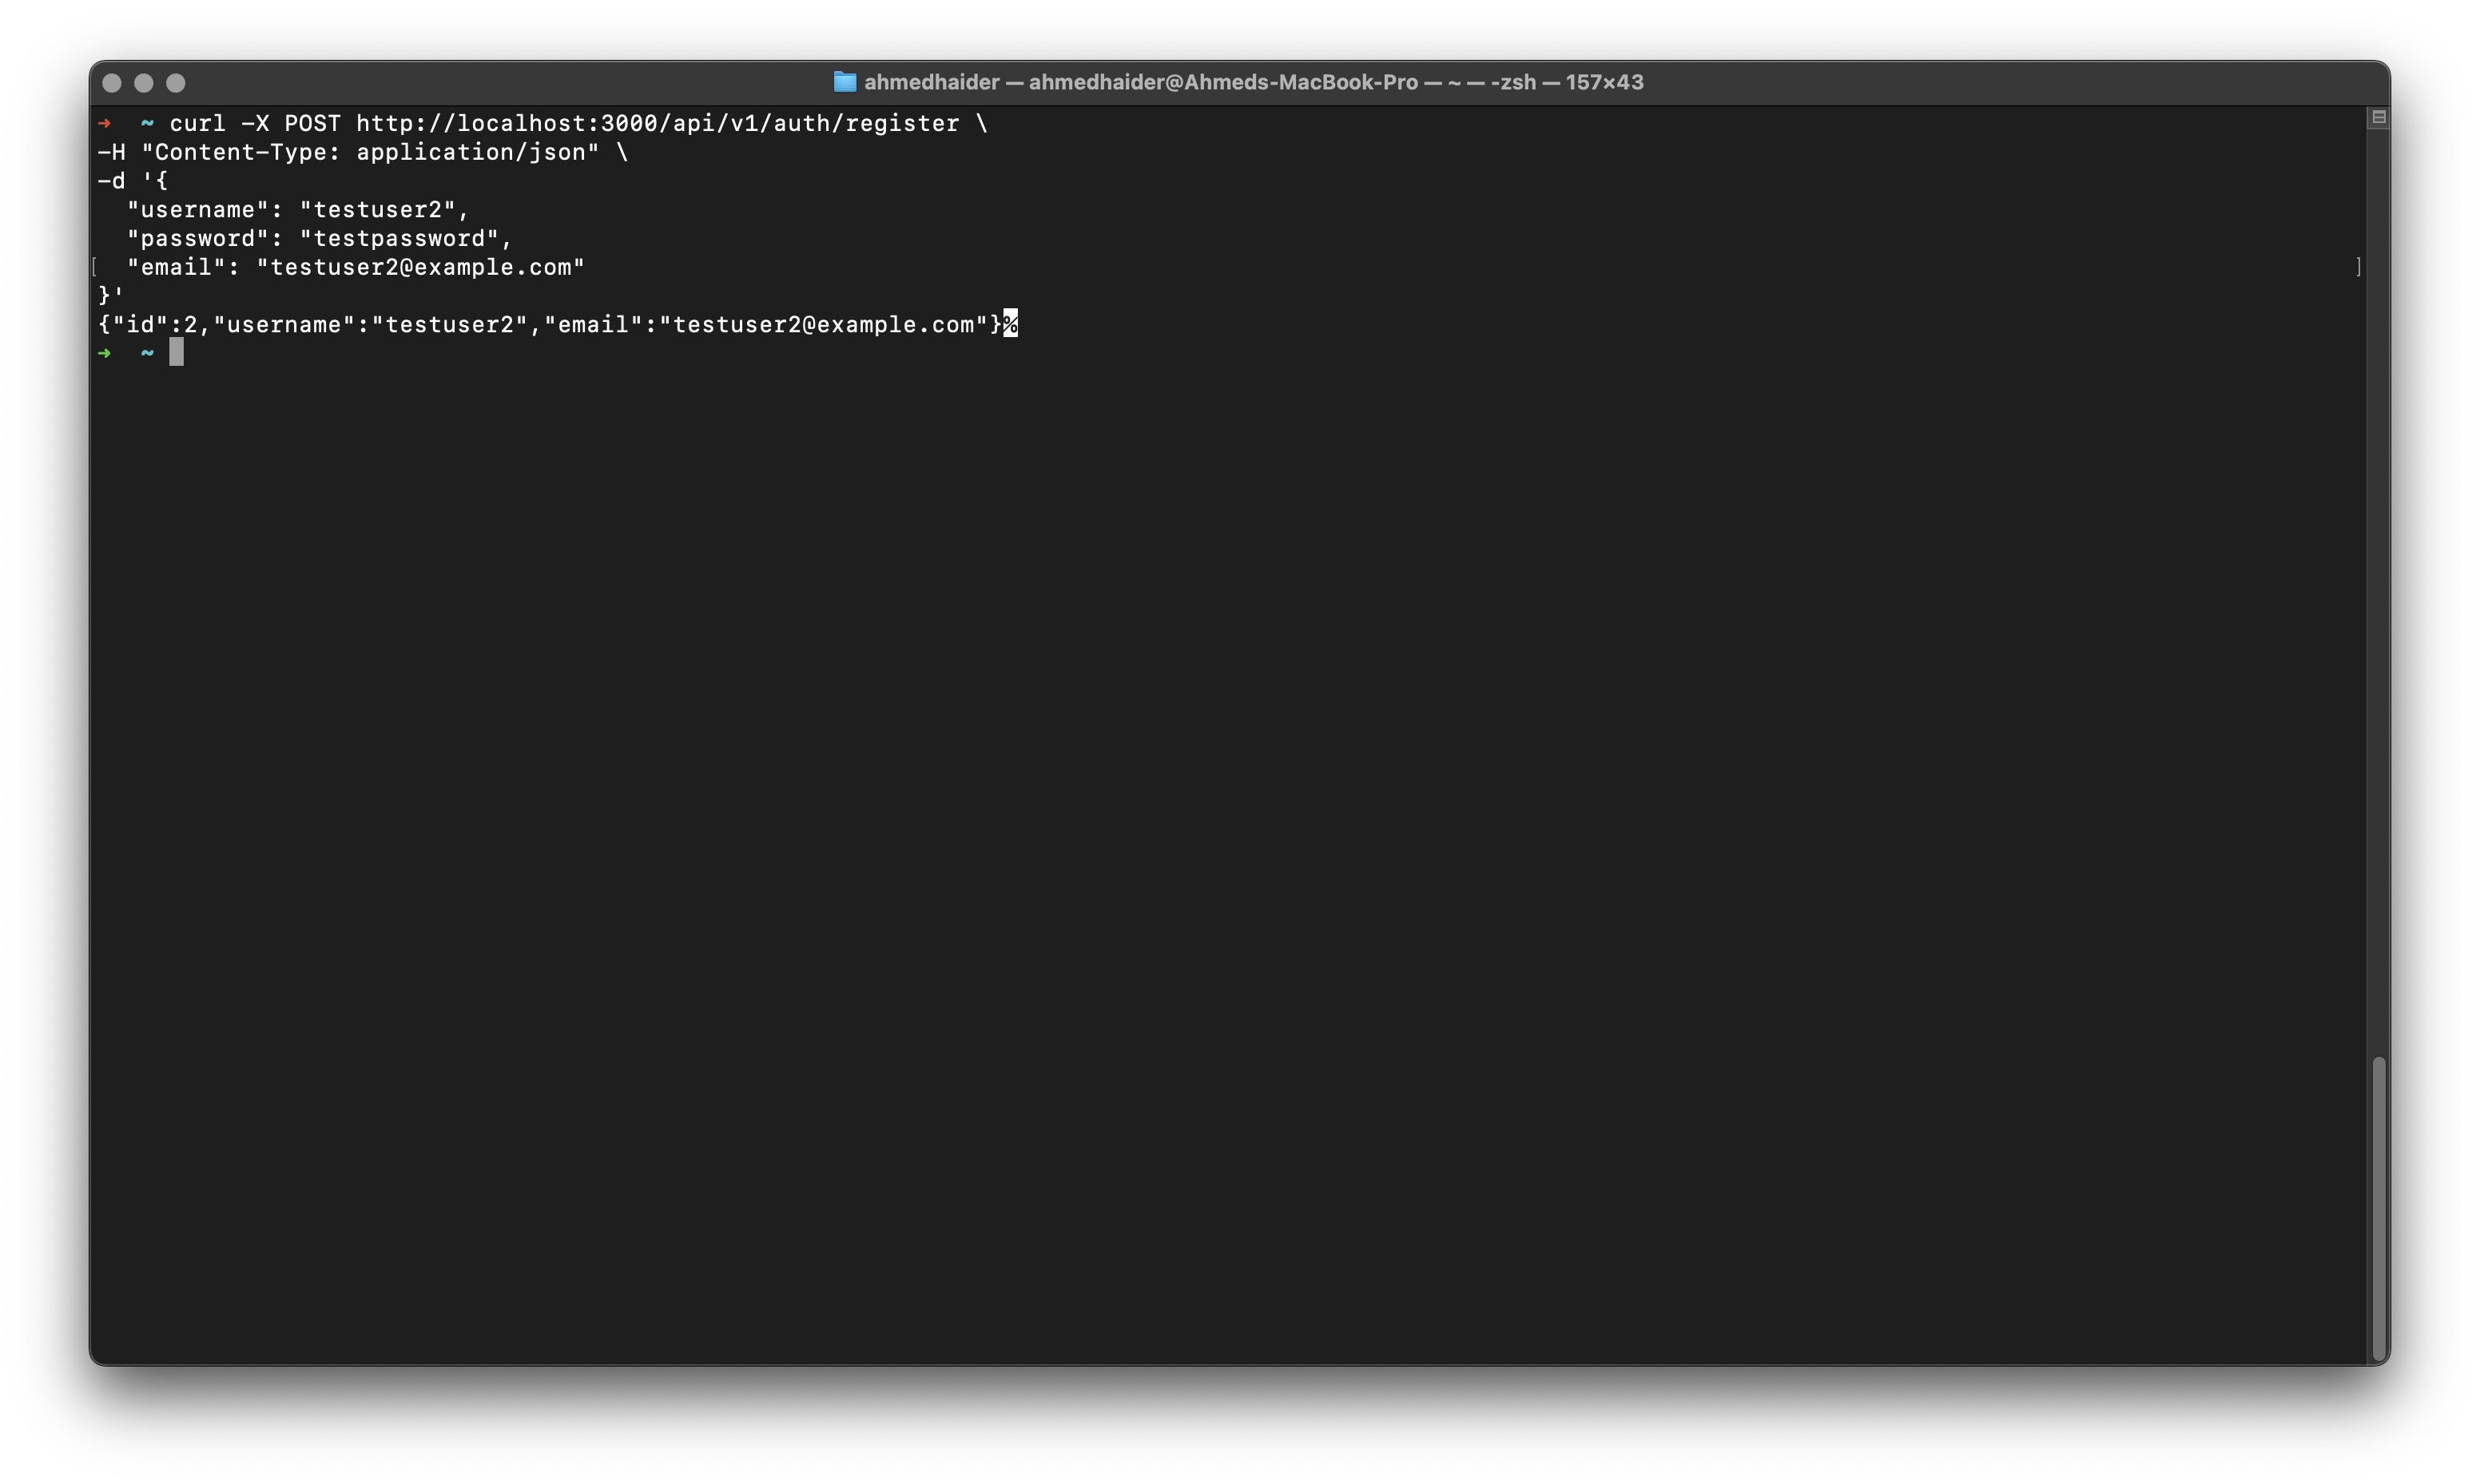 ahmedhaider — ahmedhaider@Ahmeds-MacBook-Pro — ~ — -zsh — 157×43
➜  ~ curl -X POST http://localhost:3000/api/v1/auth/register \
-H "Content-Type: application/json" \
-d '{
  "username": "testuser2",
  "password": "testpassword",
[  "email": "testuser2@example.com" ]
}'
{"id":2,"username":"testuser2","email":"testuser2@example.com"}%
➜  ~